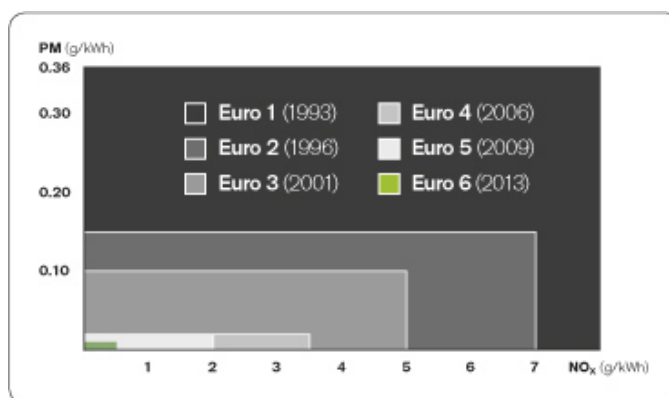 PM (g/kWh)
0.36
0.30
Euro 1 (1993)
Euro 4 (2006)
Euro 2 (1996)
Euro 5 (2009)
Euro 3 (2001)
Euro 6 (2013)
0.20
0.10
1 2 3 4 5 6 7 NOx (g/kWh)